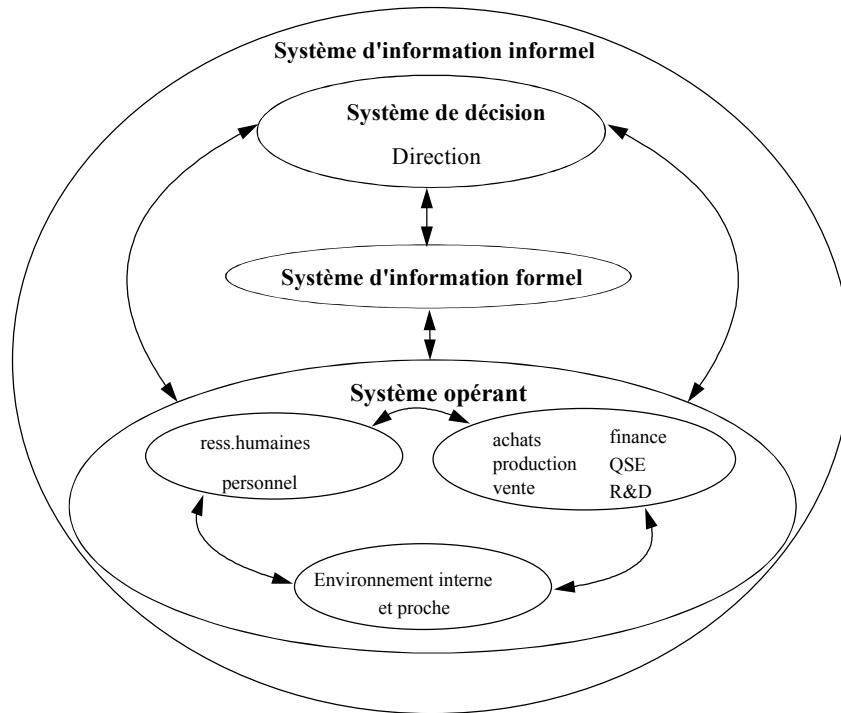 Système d'information informel
Système de décision
Direction
Système d'information formel
Système opérant
ress.humaines
personnel
achats
production
vente
finance
QSE
R&D
Environnement interne
et proche